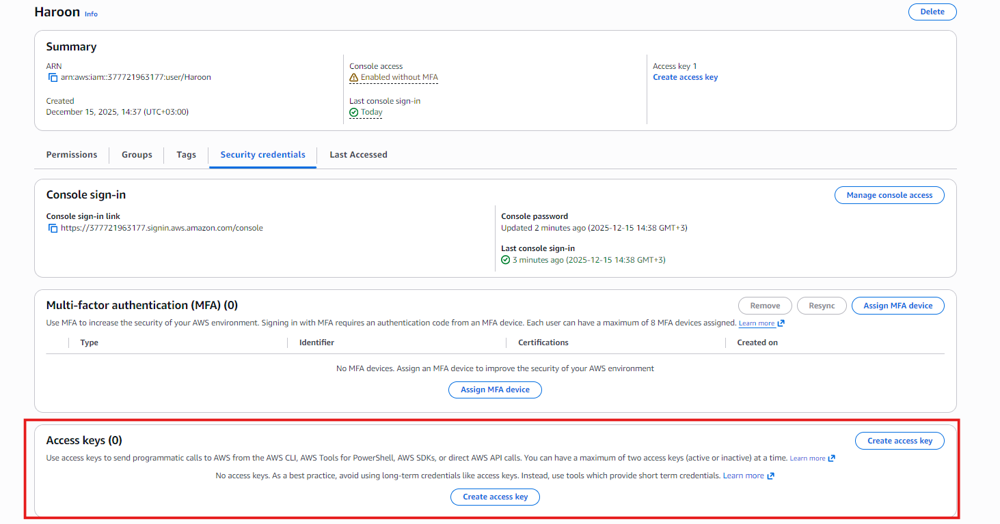 Haroon Info
Delete
Summary
ARN
arn:aws:iam::377721963177:user/Haroon
Created
December 15, 2025, 14:37 (UTC+03:00)
Console access
Enabled without MFA
Last console sign-in
Today
Access key 1
Create access key
Permissions
Groups
Tags
Security credentials
Last Accessed
Console sign-in
Manage console access
Console sign-in link
https://377721963177.signin.aws.amazon.com/console
Console password
Updated 2 minutes ago (2025-12-15 14:38 GMT+3)
Last console sign-in
3 minutes ago (2025-12-15 14:38 GMT+3)
Multi-factor authentication (MFA) (0)
Remove
Resync
Assign MFA device
Use MFA to increase the security of your AWS environment. Signing in with MFA requires an authentication code from an MFA device. Each user can have a maximum of 8 MFA devices assigned. Learn more
Type
Identifier
Certifications
Created on
No MFA devices. Assign an MFA device to improve the security of your AWS environment
Assign MFA device
Access keys (0)
Create access key
Use access keys to send programmatic calls to AWS from the AWS CLI, AWS Tools for PowerShell, AWS SDKs, or direct AWS API calls. You can have a maximum of two access keys (active or inactive) at a time. Learn more
No access keys. As a best practice, avoid using long-term credentials like access keys. Instead, use tools which provide short term credentials. Learn more
Create access key